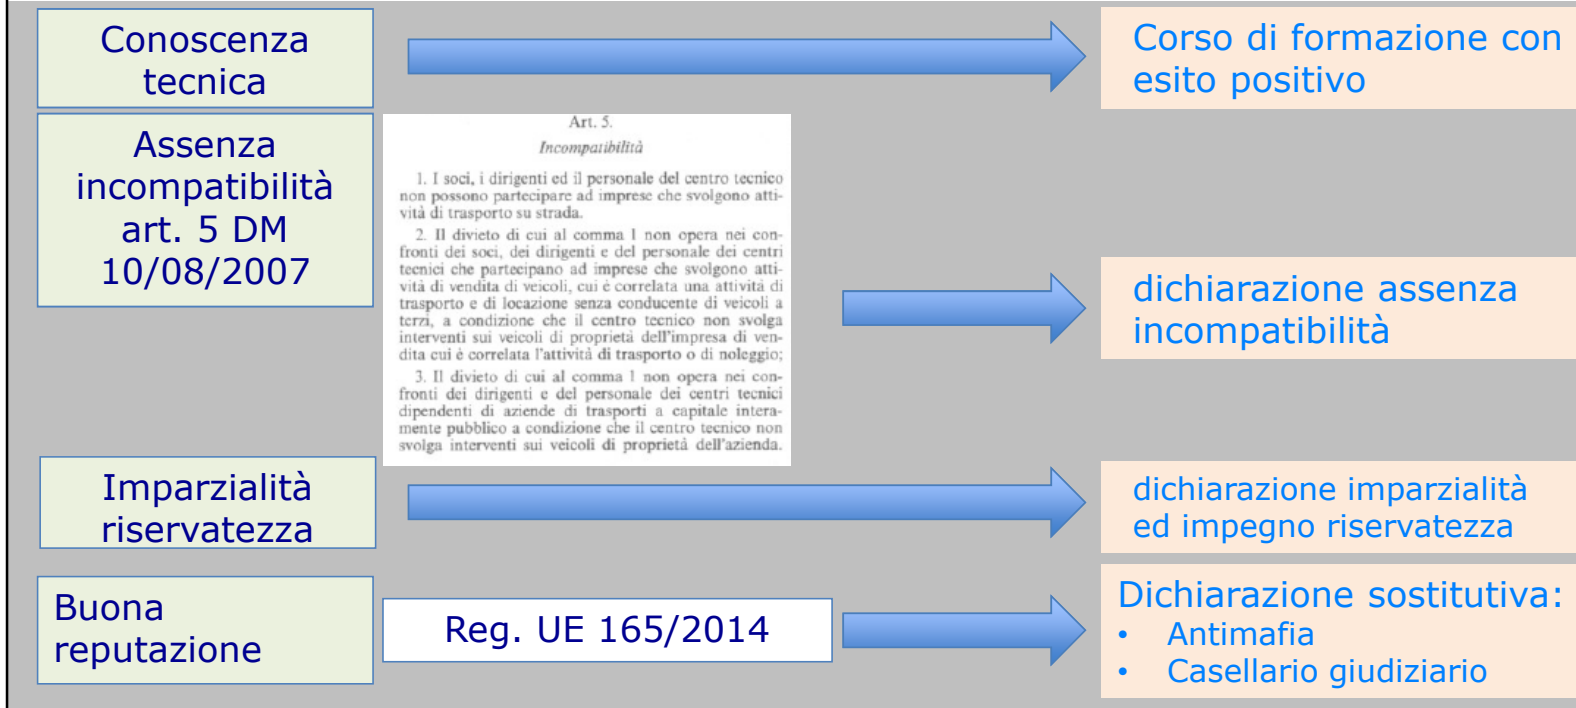 Conoscenza
tecnica
Corso di formazione con
esito positivo
Assenza
incompatibilità
art. 5 DM
10/08/2007
Art. 5.
Incompatibilità
1. I soci, i dirigenti ed il personale del centro tecnico
non possono partecipare ad imprese che svolgono atti-
vità di trasporto su strada.
2. Il divieto di cui al comma 1 non opera nei con-
fronti dei soci, dei dirigenti e del personale dei centri
tecnici che partecipano ad imprese che svolgono atti-
vità di vendita di veicoli, cui è correlata una attività di
trasporto e di locazione senza conducente di veicoli a
terzi, a condizione che il centro tecnico non svolga
interventi sui veicoli di proprietà dell'impresa di ven-
dita cui è correlata l'attività di trasporto o di noleggio;
3. Il divieto di cui al comma 1 non opera nei con-
fronti dei dirigenti e del personale dei centri tecnici
dipendenti di aziende di trasporti a capitale intera-
mente pubblico a condizione che il centro tecnico non
svolga interventi sui veicoli di proprietà dell'azienda.
dichiarazione assenza
incompatibilità
Imparzialità
riservatezza
dichiarazione imparzialità
ed impegno riservatezza
Buona
reputazione
Reg. UE 165/2014
Dichiarazione sostitutiva:
• Antimafia
• Casellario giudiziario